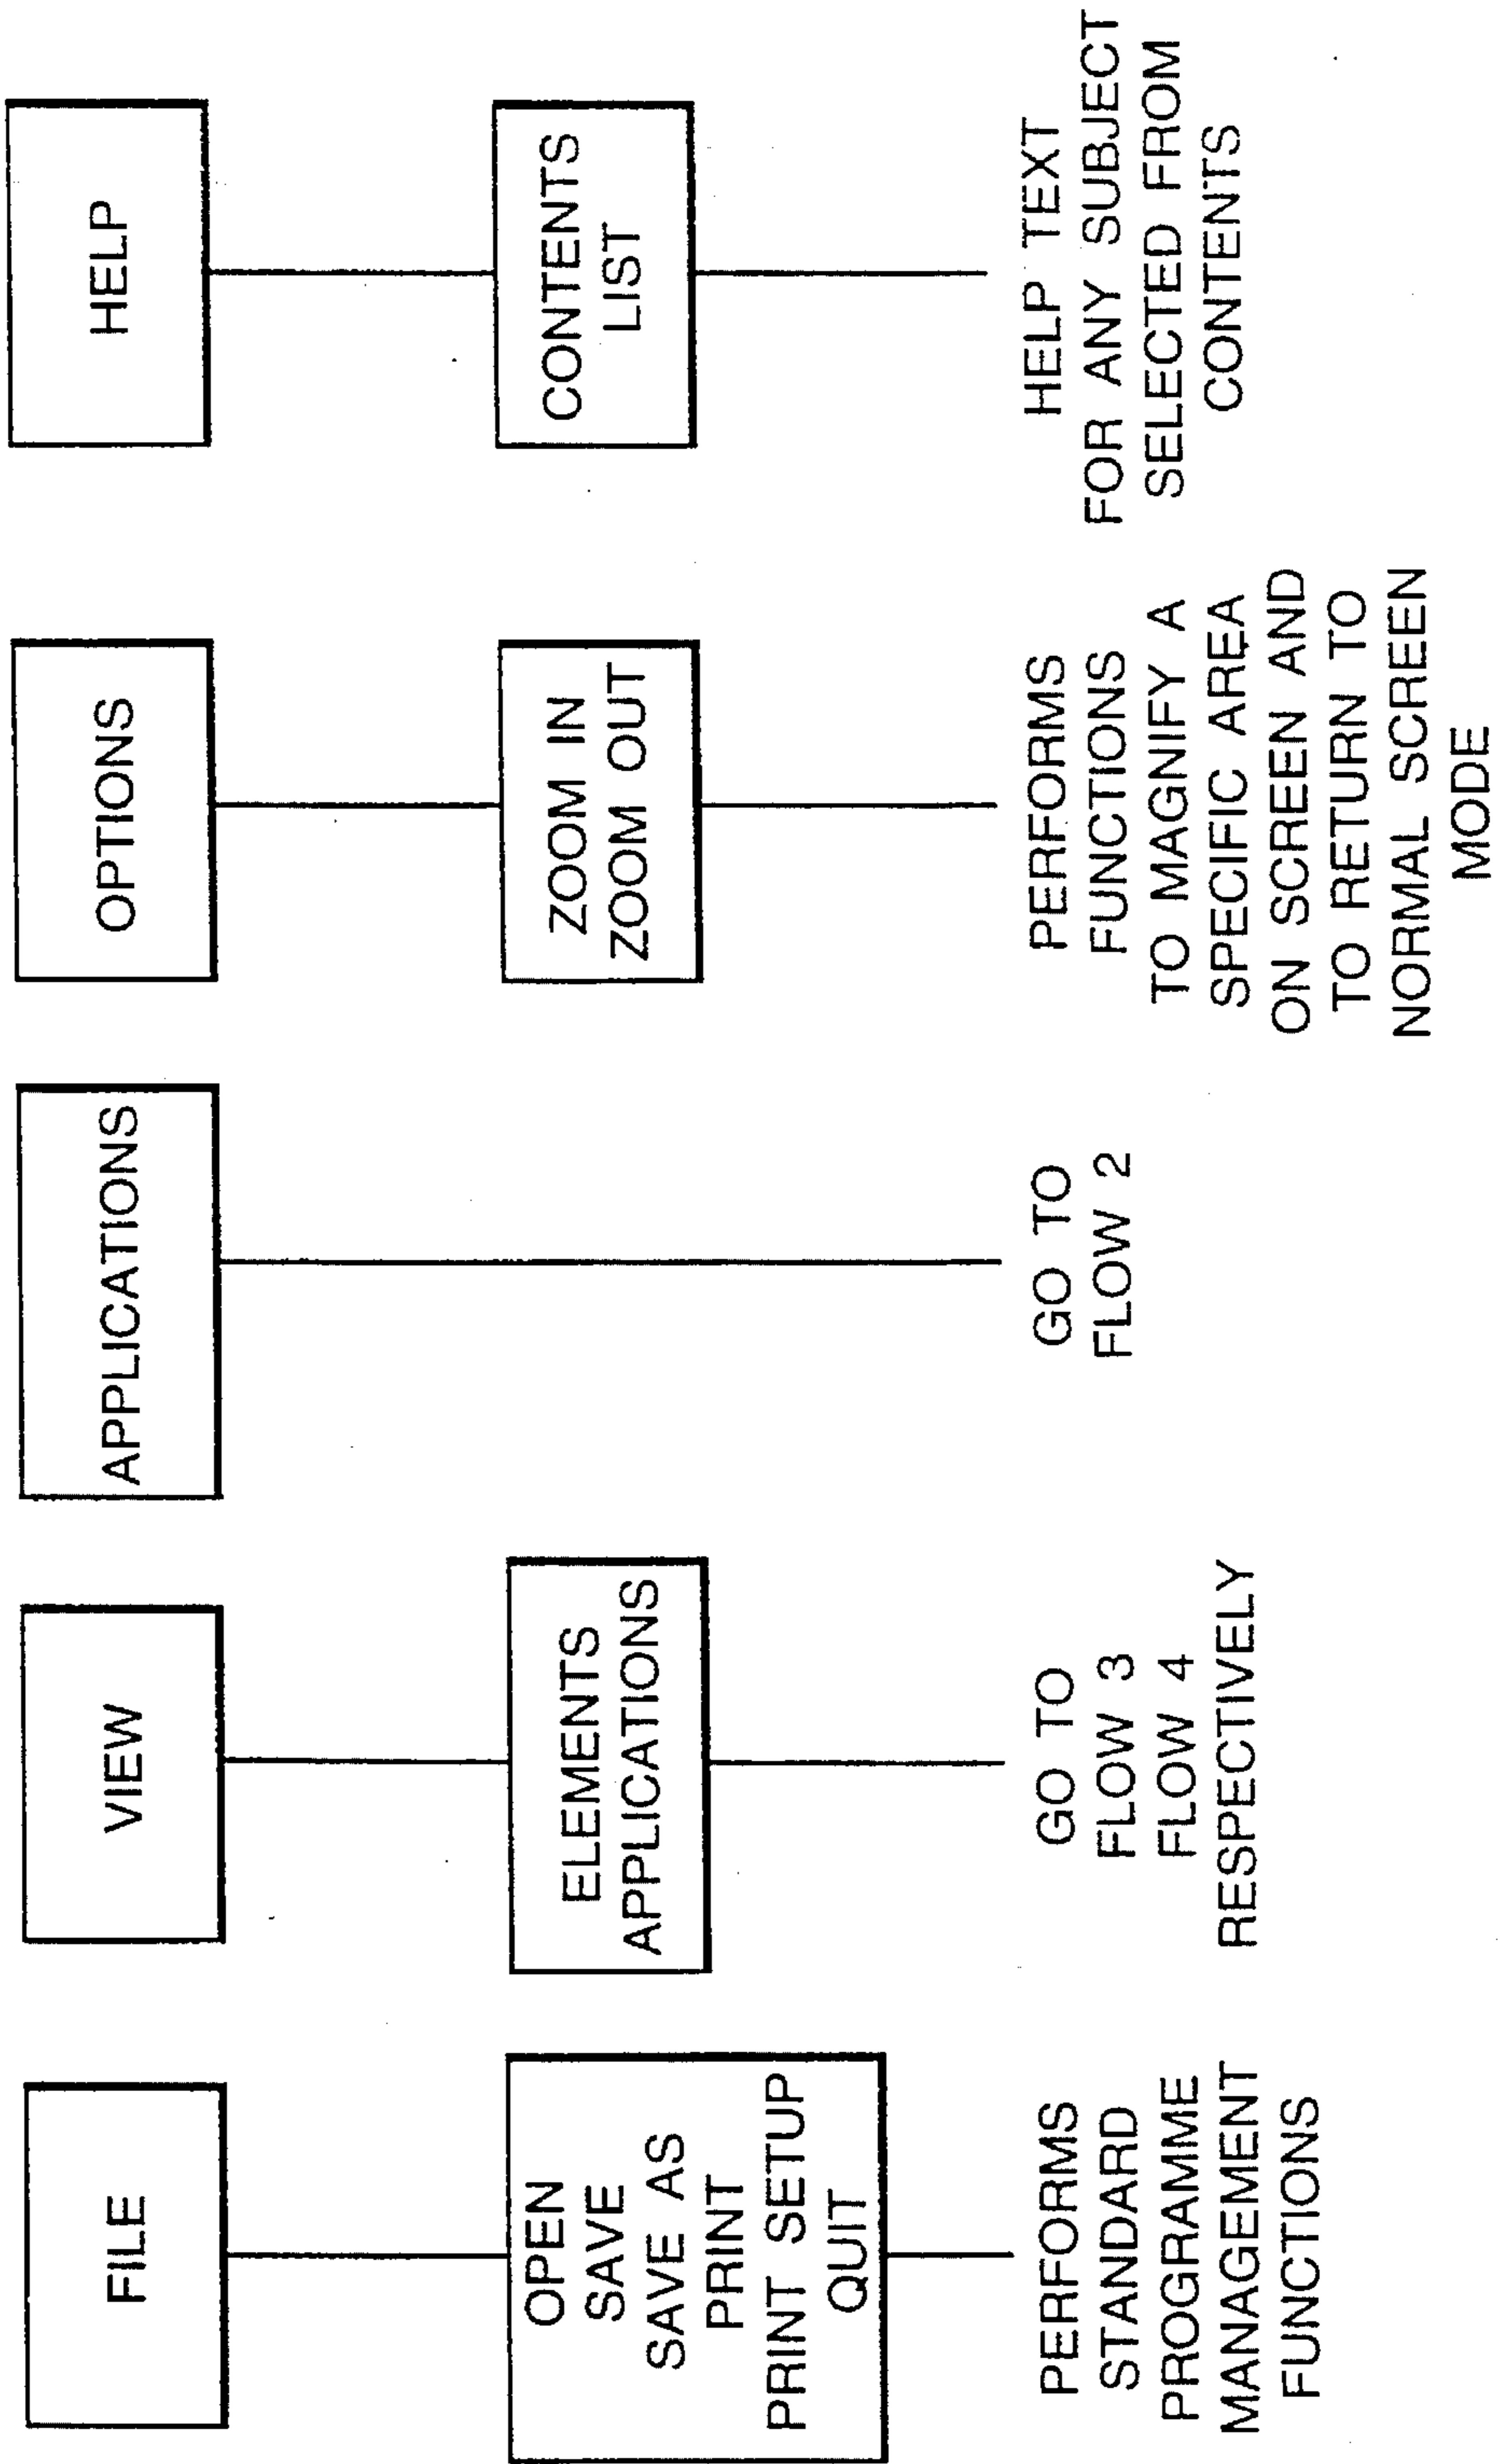 FILE
OPEN
SAVE
SAVE AS
PRINT
PRINT SETUP
QUIT
PERFORMS
STANDARD
PROGRAMME
MANAGEMENT
FUNCTIONS
VIEW
ELEMENTS
APPLICATIONS
GO TO
FLOW 3
FLOW 4
RESPECTIVELY
APPLICATIONS
GO TO
FLOW 2
OPTIONS
ZOOM IN
ZOOM OUT
PERFORMS
FUNCTIONS
TO MAGNIFY A
SPECIFIC AREA
ON SCREEN AND
TO RETURN TO
NORMAL SCREEN
MODE
HELP
CONTENTS
LIST
HELP TEXT
FOR ANY SUBJECT
SELECTED FROM
CONTENTS